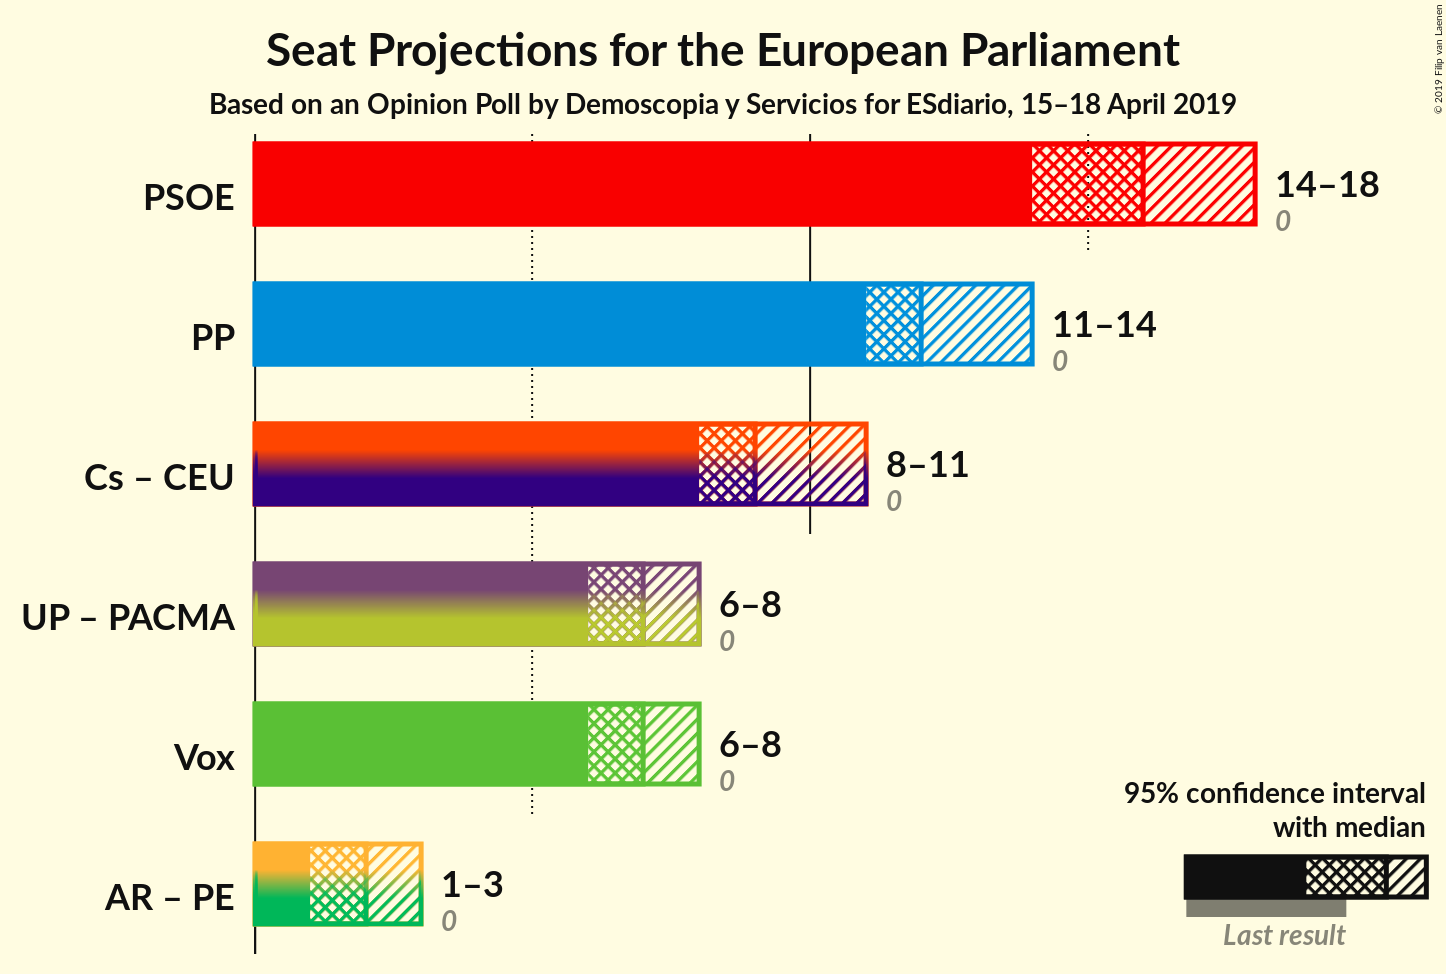 Seat Projections for the European Parliament
Based on an Opinion Poll by Demoscopia y Servicios for ESdiario, 15–18 April 2019
© 2019 Filip van Laenen
PSOE
14–18
0
PP
11–14
0
Cs – CEU
8–11
0
UP – PACMA
6–8
0
Vox
6–8
0
AR – PE
1–3
0
95% confidence interval
with median
Last result